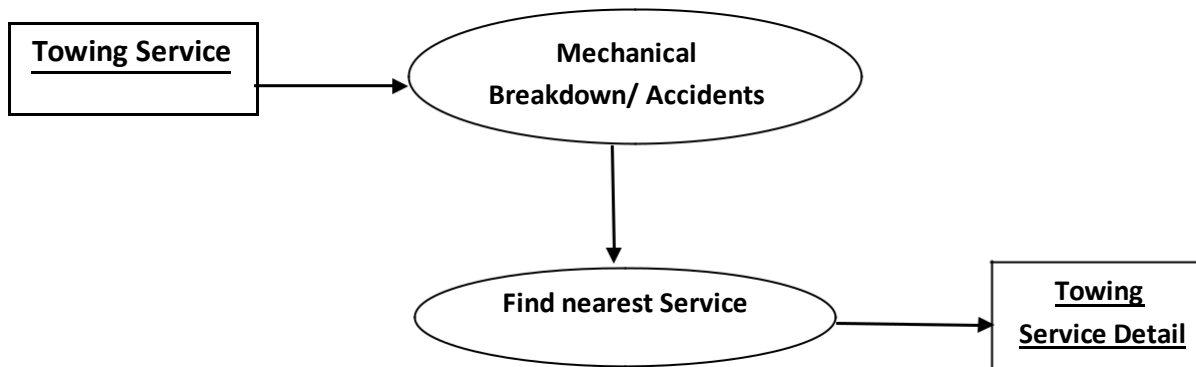 Towing Service
Mechanical
Breakdown/ Accidents
Find nearest Service
Towing
Service Detail